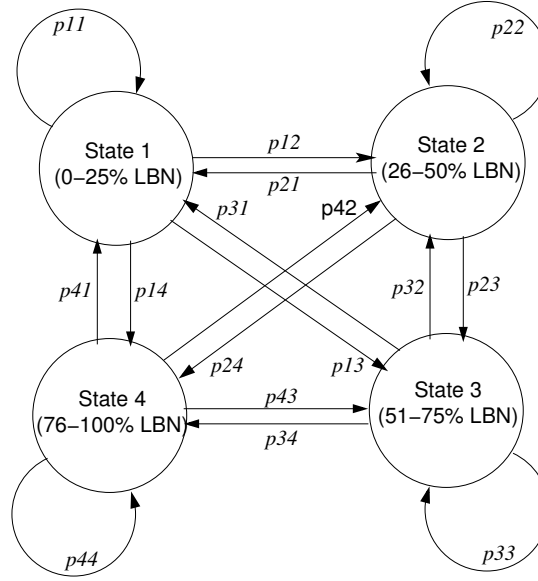 p11
p22
State 1
(0−25% LBN)
p12
State 2
(26−50% LBN)
p21
p31
p42
p41
p14
p32
p23
p24
p13
State 4
(76−100% LBN)
p43
State 3
(51−75% LBN)
p34
p44
p33